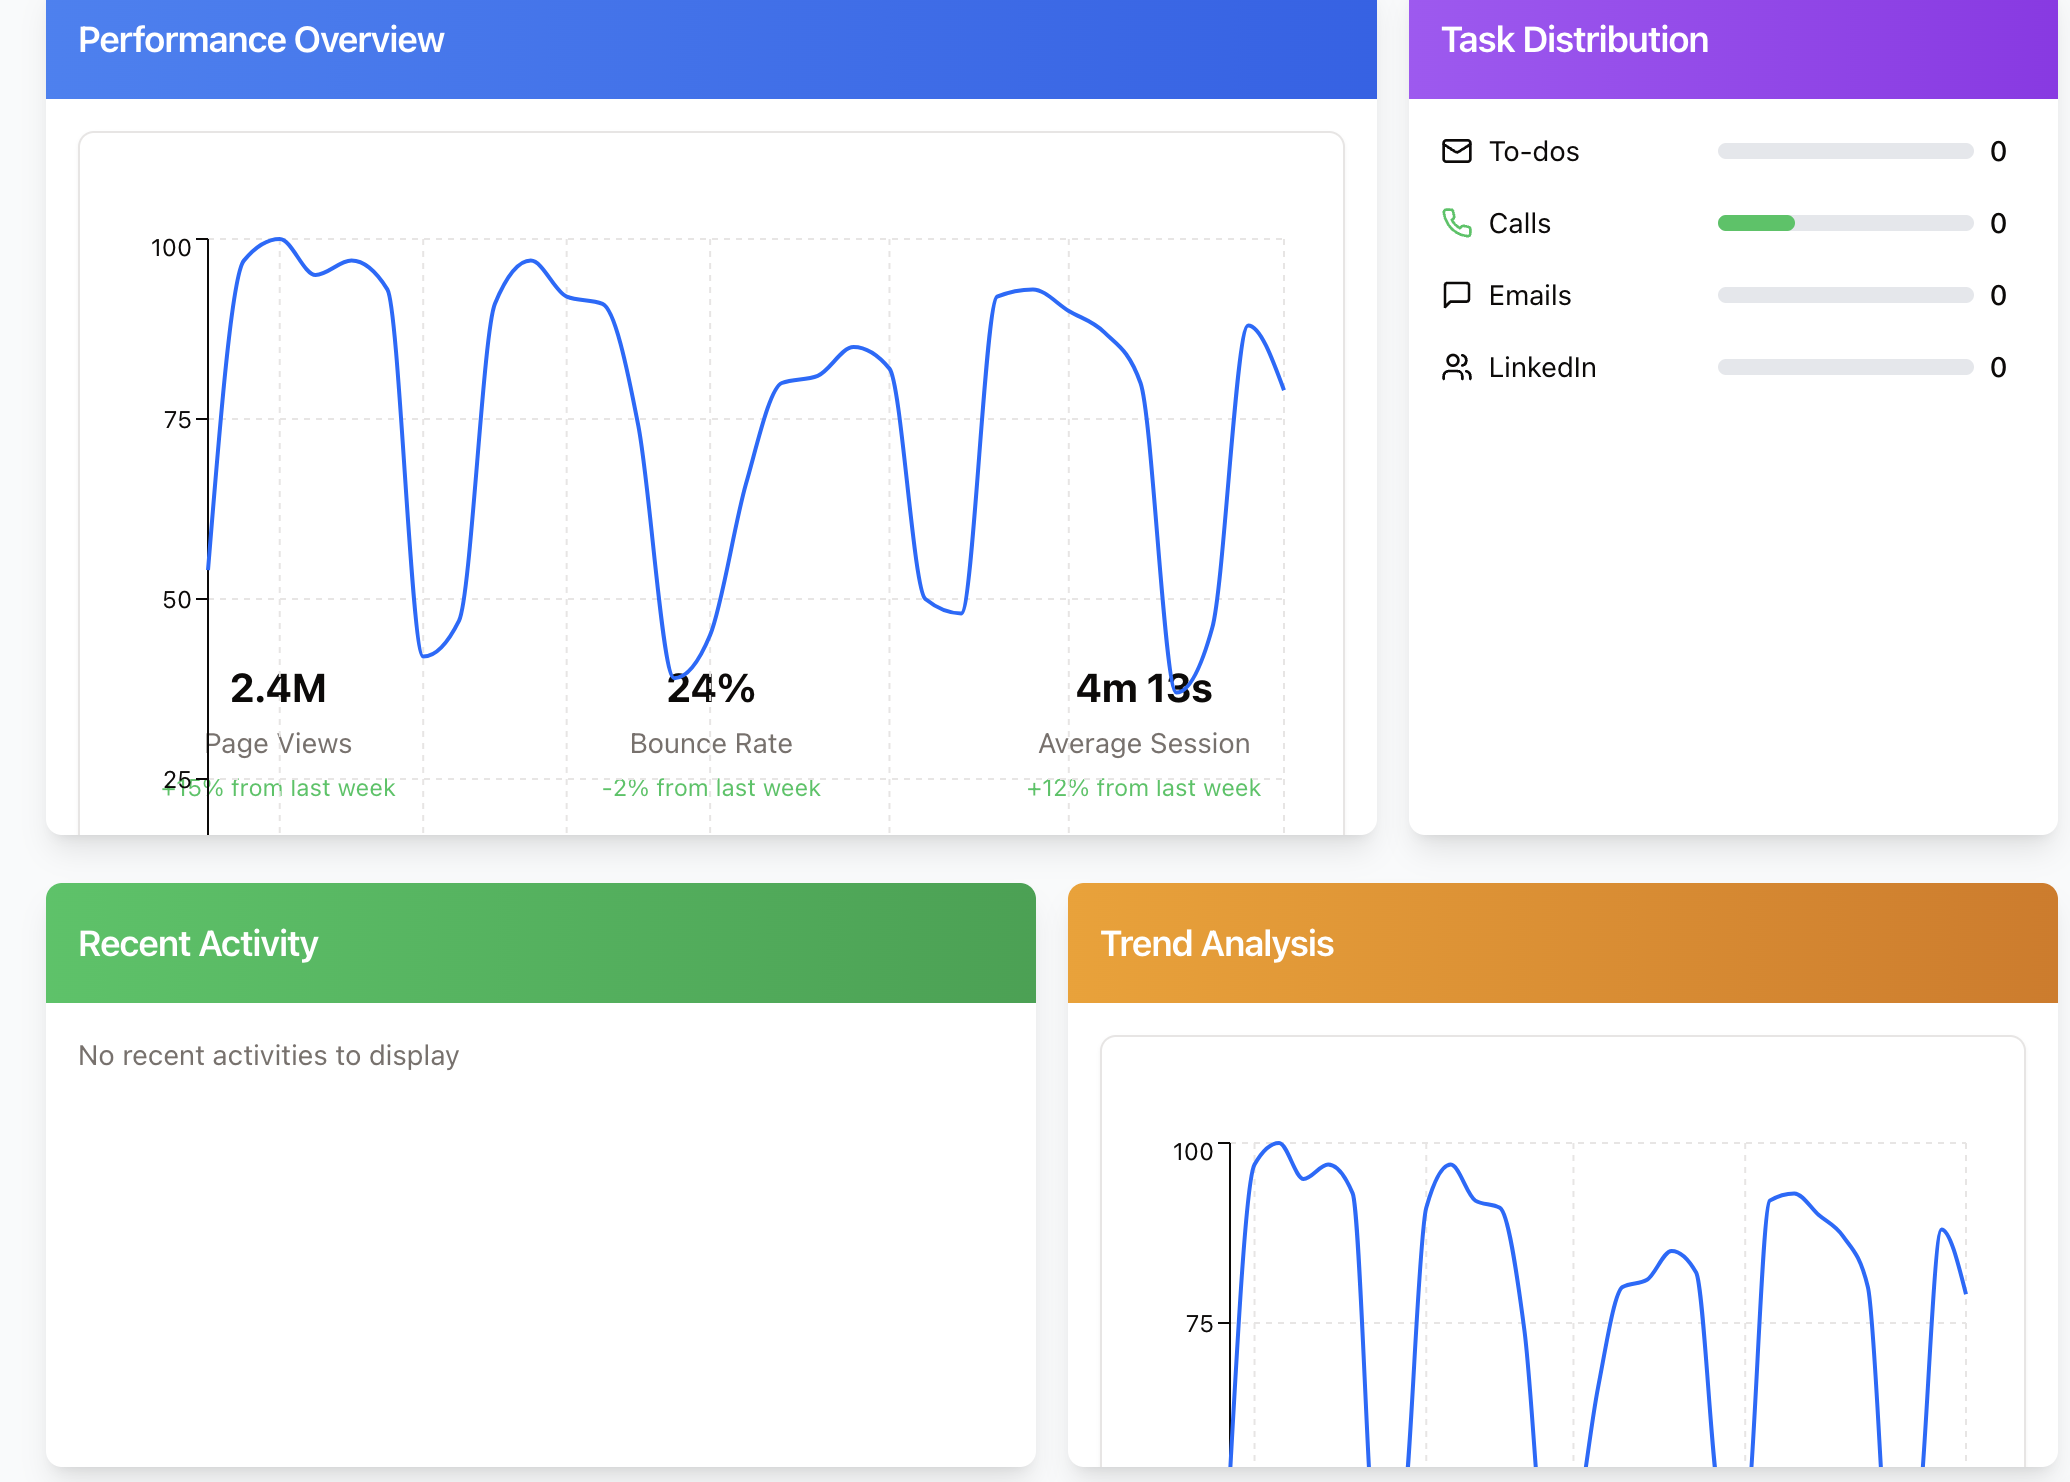 Performance Overview
100
75
50
25
2.4M
Page Views
+15% from last week
24%
Bounce Rate
-2% from last week
4m 13s
Average Session
+12% from last week
Task Distribution
To-dos 0
Calls 0
Emails 0
LinkedIn 0
Recent Activity
No recent activities to display
Trend Analysis
100
75